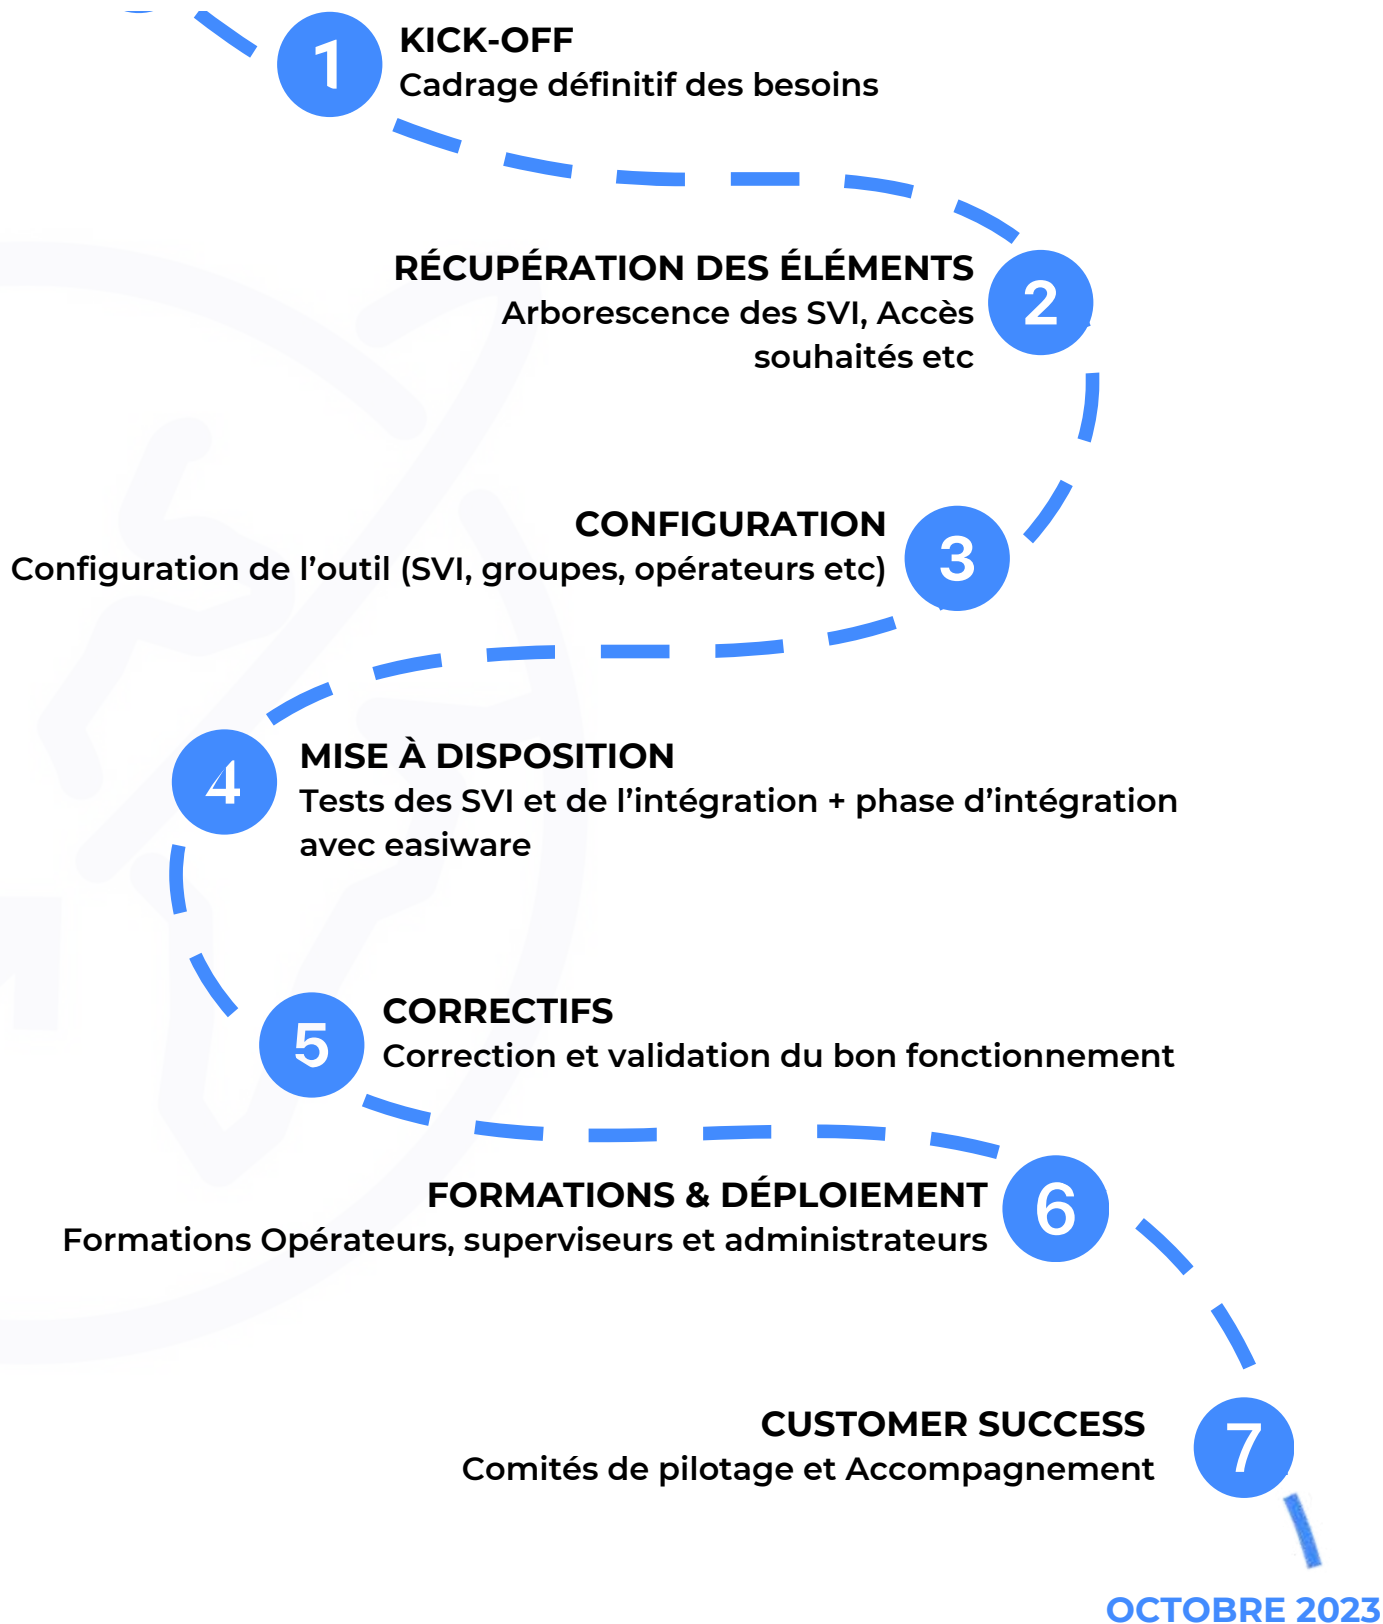 1
KICK-OFF
Cadrage définitif des besoins
RÉCUPÉRATION DES ÉLÉMENTS
2
Arborescence des SVI, Accès
souhaités etc
CONFIGURATION
3
Configuration de l’outil (SVI, groupes, opérateurs etc)
4
MISE À DISPOSITION
Tests des SVI et de l’intégration + phase d’intégration
avec easiware
5
CORRECTIFS
Correction et validation du bon fonctionnement
FORMATIONS & DÉPLOIEMENT
6
Formations Opérateurs, superviseurs et administrateurs
CUSTOMER SUCCESS
7
Comités de pilotage et Accompagnement
OCTOBRE 2023